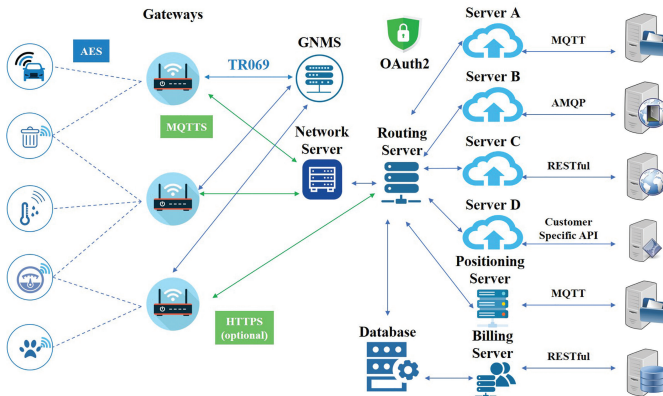 Gateways
AES
GNMS
TR069
OAuth2
Server A
MQTT
MQTTS
Network
Server
Routing
Server
Server B
AMQP
Server C
RESTful
Server D
Customer
Specific API
Positioning
Server
MQTT
HTTPS
(optional)
Database
Billing
Server
RESTful